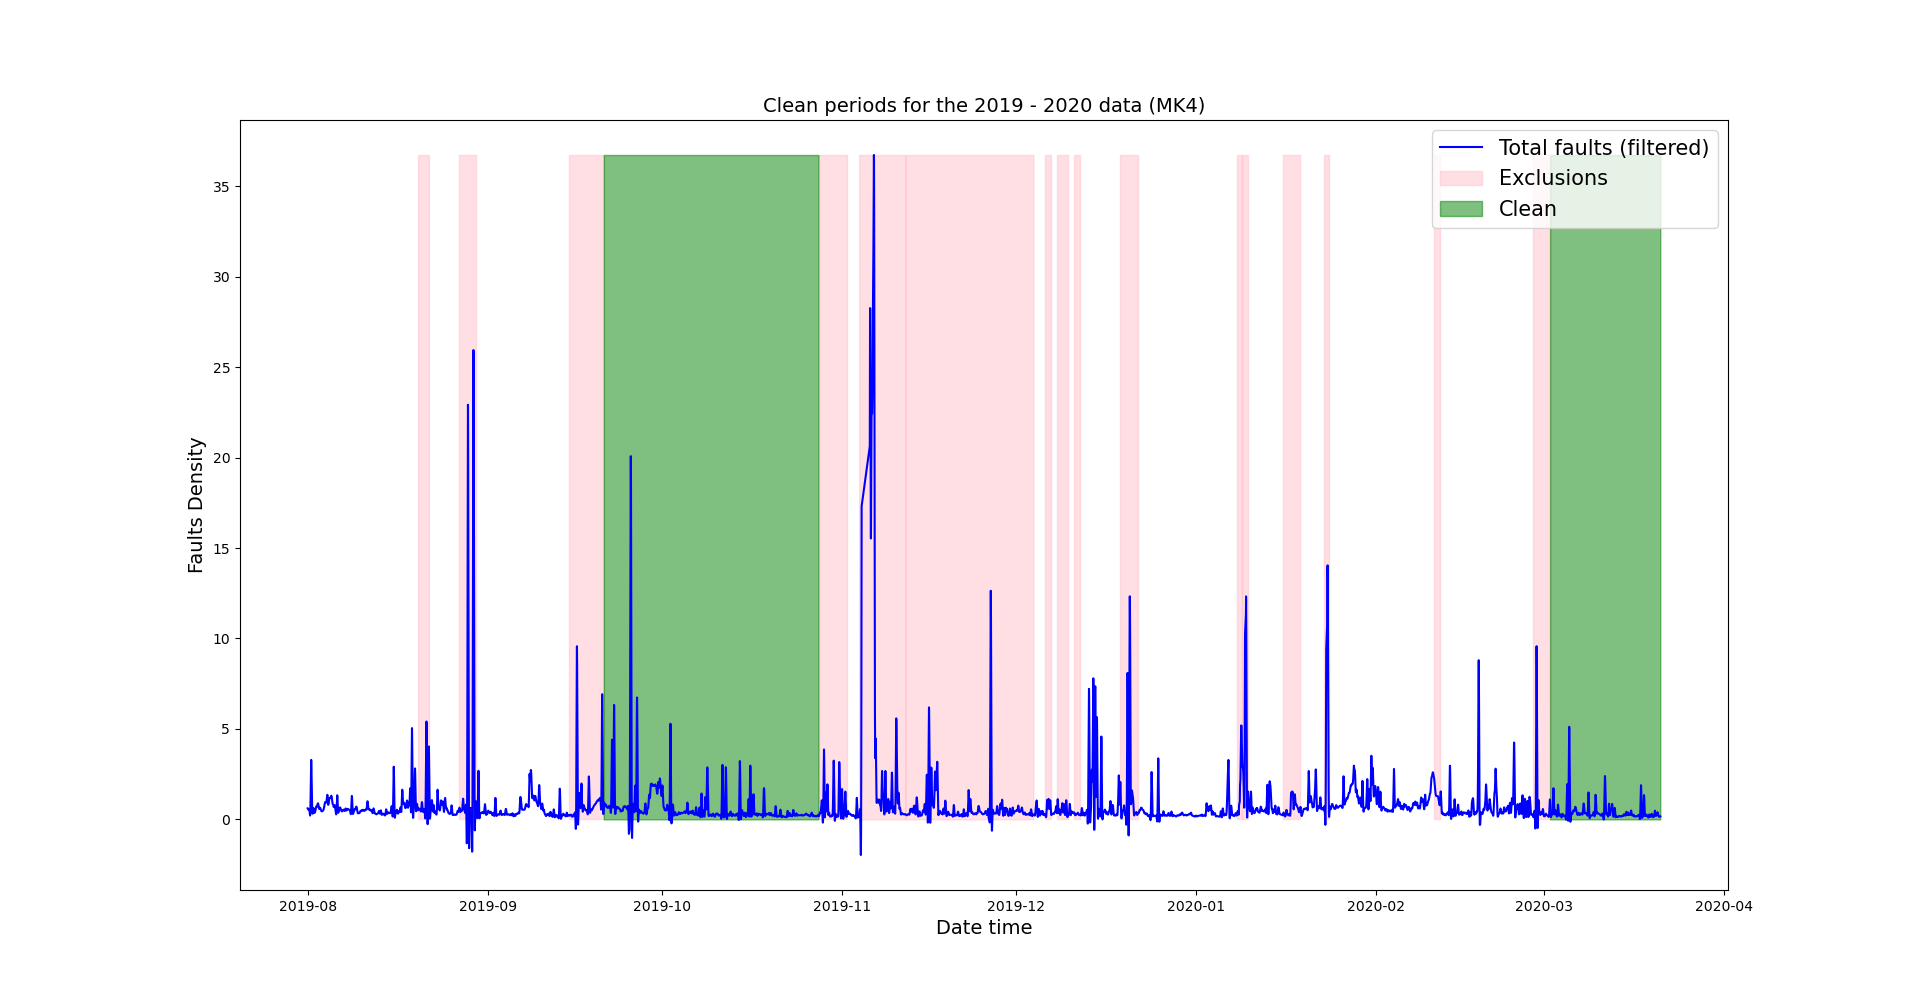 Clean periods for the 2019 - 2020 data (MK4)
Total faults (filtered)
Exclusions
Clean
Faults Density
35
30
25
20
15
10
5
0
2019-08 2019-09 2019-10 2019-11 2019-12 2020-01 2020-02 2020-03 2020-04
Date time